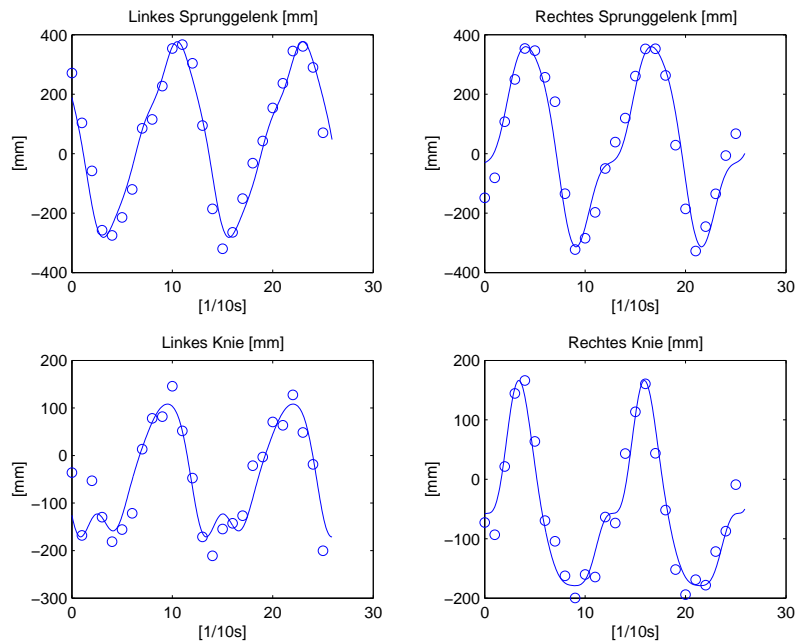 Linkes Sprunggelenk [mm]
400
200
0
−200
−400
[mm]
0 10 20 30
[1/10s]
Rechtes Sprunggelenk [mm]
400
200
0
−200
−400
[mm]
0 10 20 30
[1/10s]
Linkes Knie [mm]
200
100
0
−100
−200
−300
[mm]
0 10 20 30
[1/10s]
Rechtes Knie [mm]
200
100
0
−100
−200
[mm]
0 10 20 30
[1/10s]